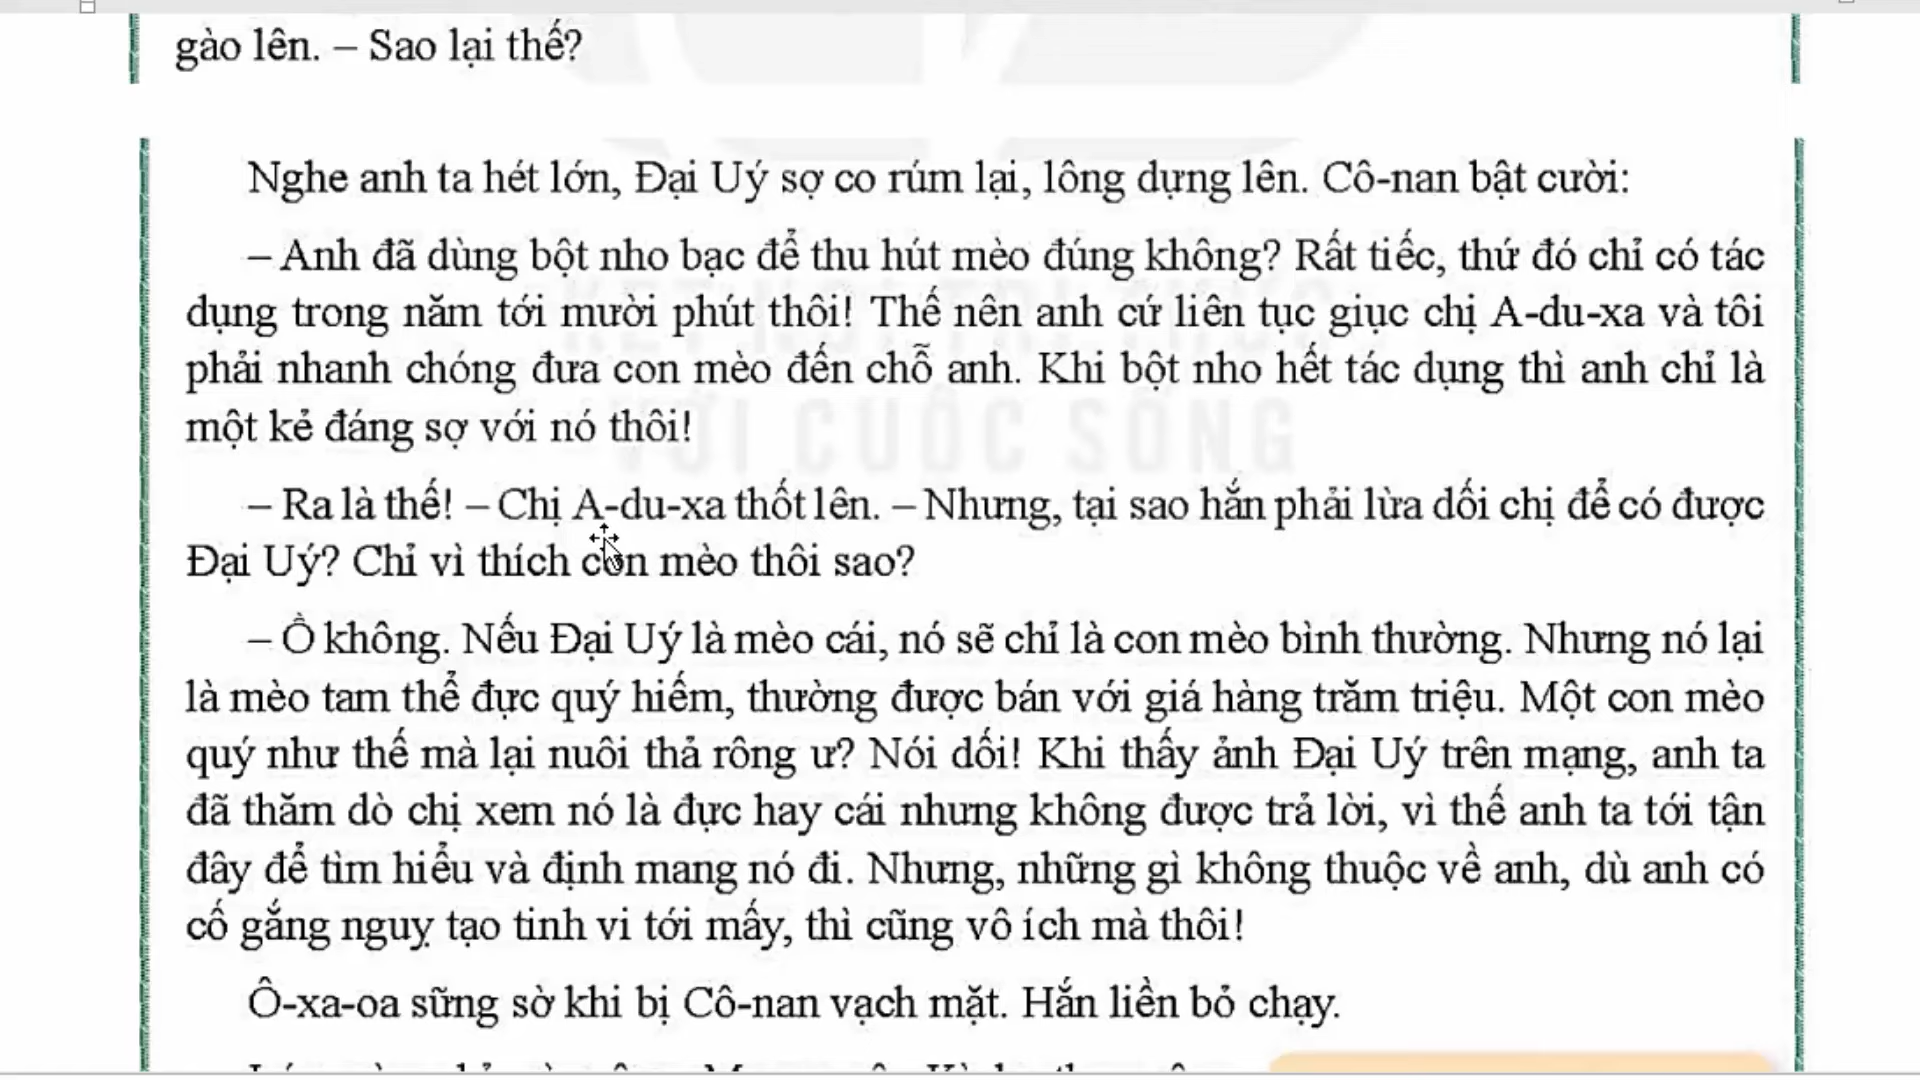 gào lên. – Sao lại thế?
Nghe anh ta hét lớn, Đại Uý sợ co rúm lại, lông dựng lên. Cô-nan bật cười:
– Anh đã dùng bột nho bạc để thu hút mèo đúng không? Rất tiếc, thứ đó chỉ có tác
dụng trong năm tới mười phút thôi! Thế nên anh cứ liên tục giục chị A-du-xa và tôi
phải nhanh chóng đưa con mèo đến chỗ anh. Khi bột nho hết tác dụng thì anh chỉ là
một kẻ đáng sợ với nó thôi!
– Ra là thế! – Chị A-du-xa thốt lên. – Nhưng, tại sao hắn phải lừa dối chị để có được
Đại Uý? Chỉ vì thích con mèo thôi sao?
– Ồ không. Nếu Đại Uý là mèo cái, nó sẽ chỉ là con mèo bình thường. Nhưng nó lại
là mèo tam thể đực quý hiếm, thường được bán với giá hàng trăm triệu. Một con mèo
quý như thế mà lại nuôi thả rông ư? Nói dối! Khi thấy ảnh Đại Uý trên mạng, anh ta
đã thăm dò chị xem nó là đực hay cái nhưng không được trả lời, vì thế anh ta tới tận
đây để tìm hiểu và định mang nó đi. Nhưng, những gì không thuộc về anh, dù anh có
cố gắng nguỵ tạo tinh vi tới mấy, thì cũng vô ích mà thôi!
Ô-xa-oa sững sờ khi bị Cô-nan vạch mặt. Hắn liền bỏ chạy.
KẾT NỐI TRI THỨC
VỚI CUỘC SỐNG